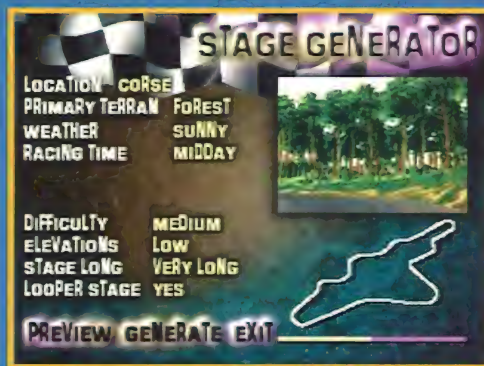 STAGE GENERATOR
LOCATION CORSE
PRIMARY TERRAN FOREST
WEATHER SUNNY
RACING TIME MIDDAY
DIFFICULTY MEDIUM
ELEVATIONS LOW
STAGE LONG VERY LONG
LOOPER STAGE YES
PREVIEW GENERATE EXIT